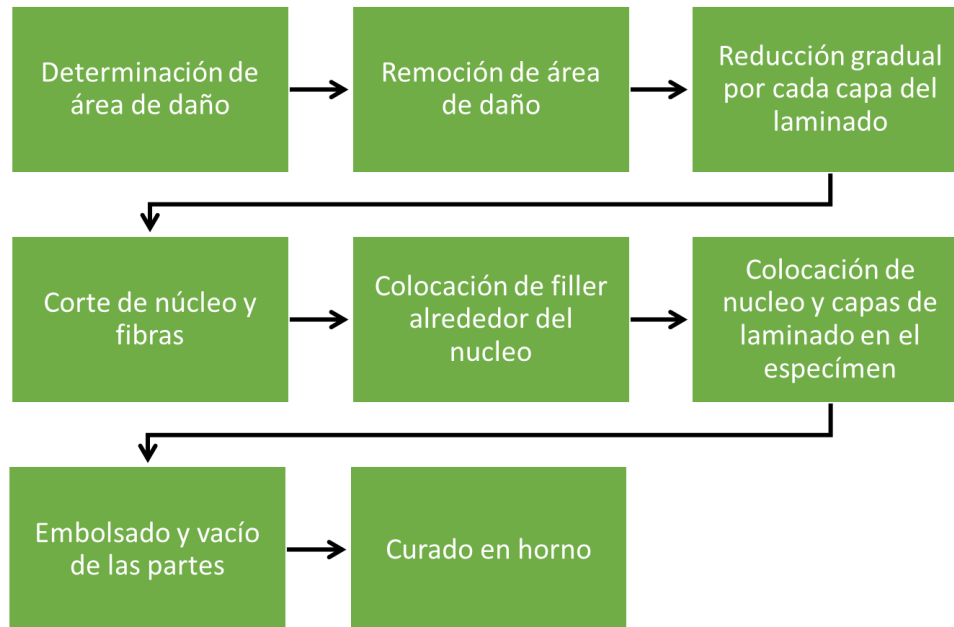 Determinación de
área de daño
Remoción de área
de daño
Reducción gradual
por cada capa del
laminado
Corte de núcleo y
fibras
Colocación de filler
alrededor del
nucleo
Colocación de
nucleo y capas de
laminado en el
especímen
Embolsado y vacío
de las partes
Curado en horno